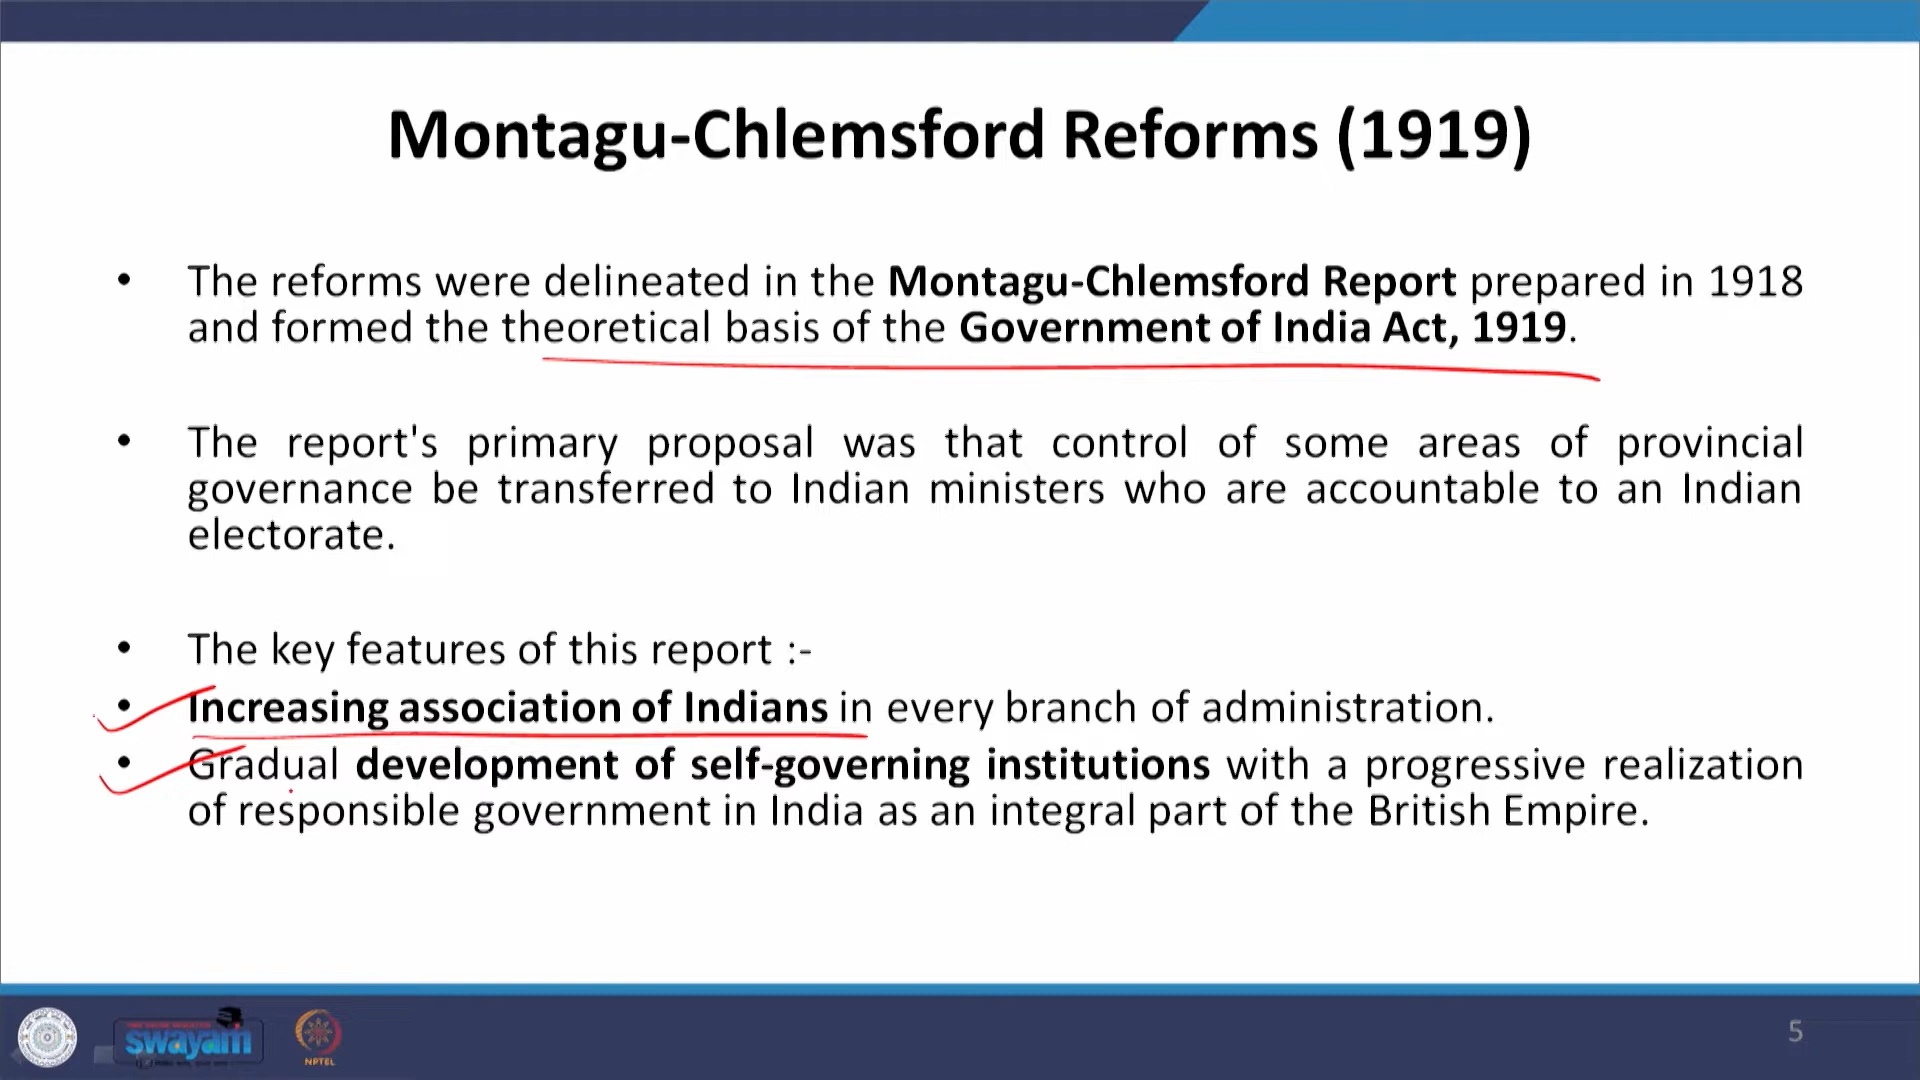 Montagu-Chlemsford Reforms (1919)
• The reforms were delineated in the Montagu-Chlemsford Report prepared in 1918
and formed the theoretical basis of the Government of India Act, 1919.
• The report's primary proposal was that control of some areas of provincial
governance be transferred to Indian ministers who are accountable to an Indian
electorate.
• The key features of this report :-
• Increasing association of Indians in every branch of administration.
• Gradual development of self-governing institutions with a progressive realization
of responsible government in India as an integral part of the British Empire.
swayam
NPTEL
5